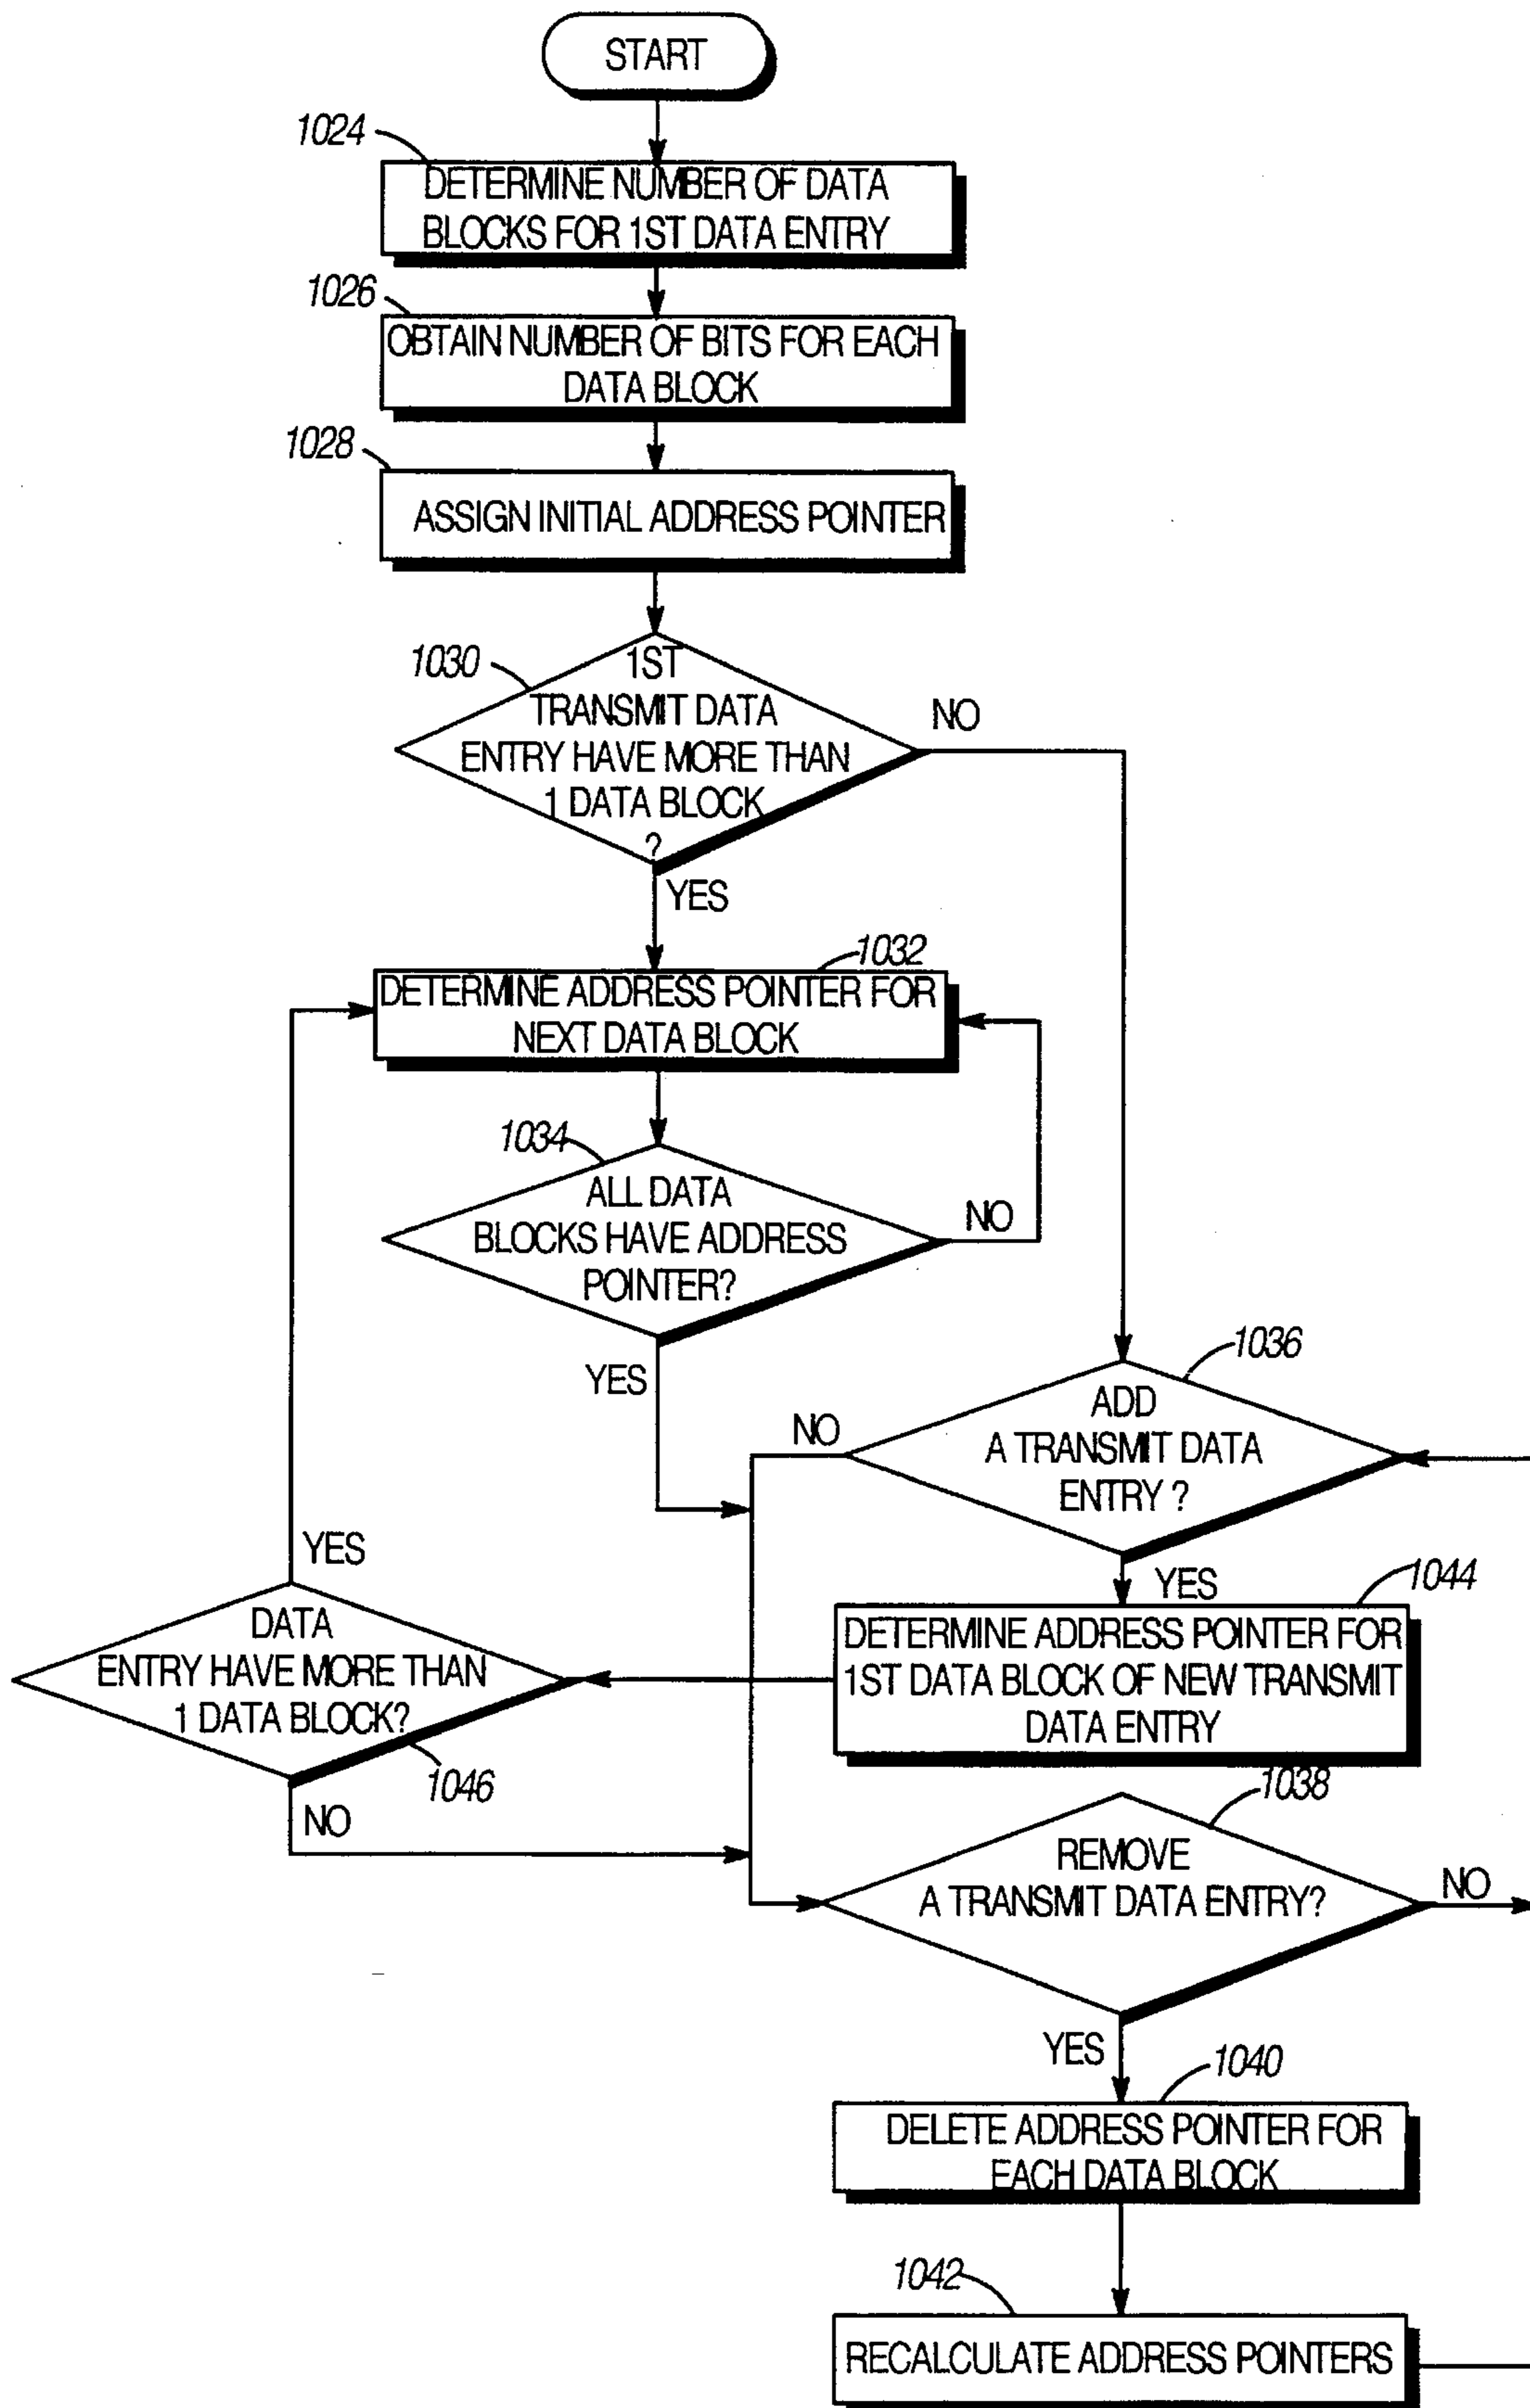 START
1024
DETERMINE NUMBER OF DATA
BLOCKS FOR 1ST DATA ENTRY
1026
OBTAIN NUMBER OF BITS FOR EACH
DATA BLOCK
1028
ASSIGN INITIAL ADDRESS POINTER
1030
1ST
TRANSMIT DATA
ENTRY HAVE MORE THAN
1 DATA BLOCK
?
NO
YES
1032
DETERMINE ADDRESS POINTER FOR
NEXT DATA BLOCK
1034
ALL DATA
BLOCKS HAVE ADDRESS
POINTER?
NO
YES
1036
ADD
A TRANSMIT DATA
ENTRY ?
NO
YES
1044
DETERMINE ADDRESS POINTER FOR
1ST DATA BLOCK OF NEW TRANSMIT
DATA ENTRY
YES
DATA
ENTRY HAVE MORE THAN
1 DATA BLOCK?
1046
NO
1038
REMOVE
A TRANSMIT DATA ENTRY?
NO
YES
1040
DELETE ADDRESS POINTER FOR
EACH DATA BLOCK
1042
RECALCULATE ADDRESS POINTERS